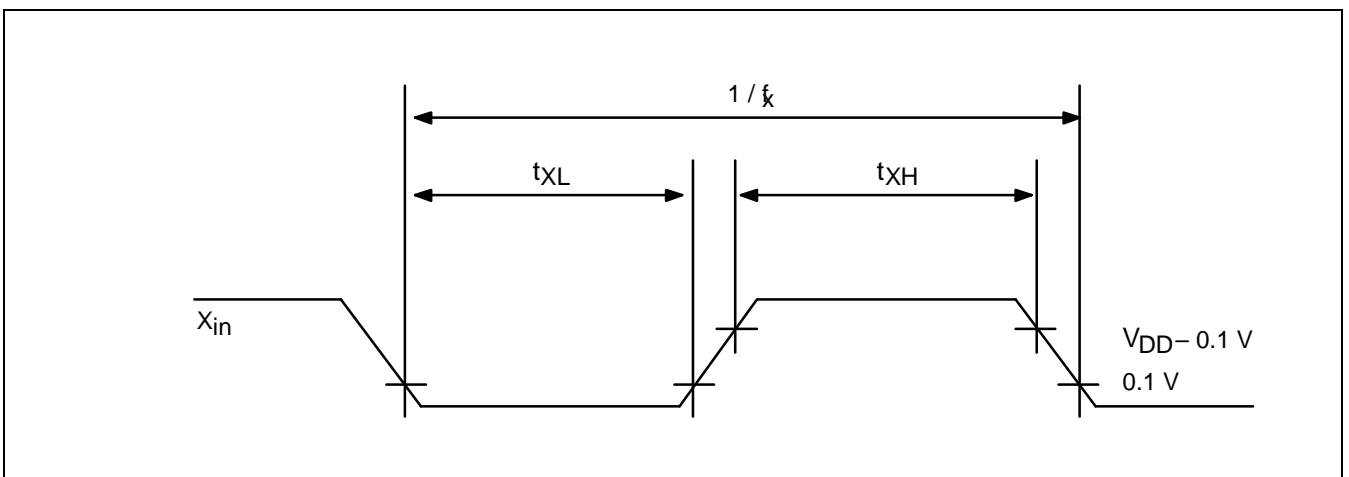 1 / fx
tXL
tXH
Xin
VDD – 0.1 V
0.1 V